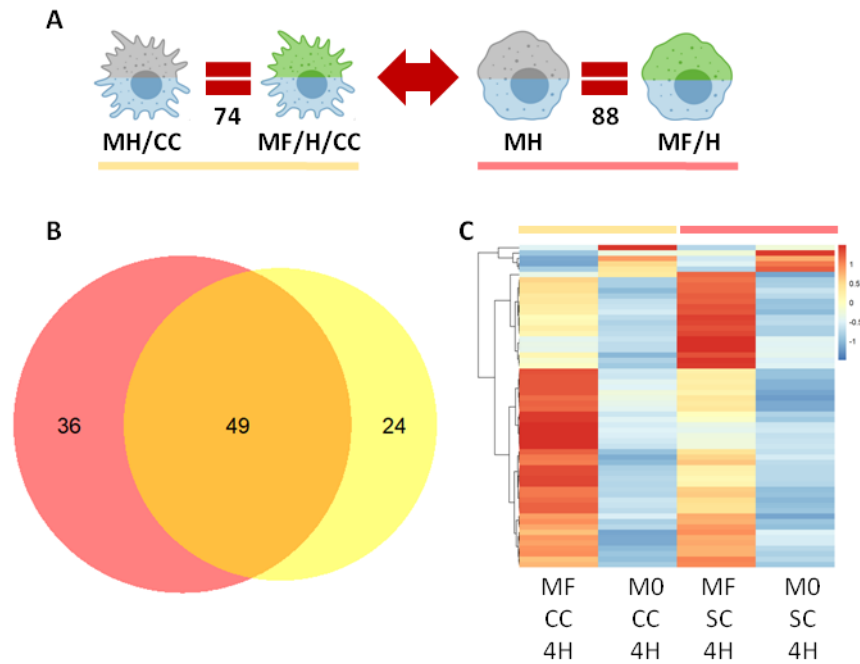 A
74
88
MH/CC
MF/H/CC
MH
MF/H
B
36
49
24
C
1
0.5
0
-0.5
-1
MF M0 MF M0
CC CC SC SC
4H 4H 4H 4H